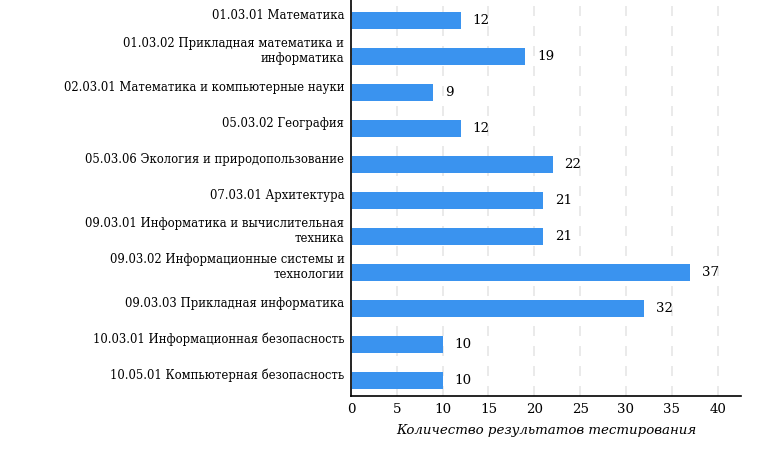 01.03.01 Математика 12
01.03.02 Прикладная математика и
информатика 19
02.03.01 Математика и компьютерные науки 9
05.03.02 География 12
05.03.06 Экология и природопользование 22
07.03.01 Архитектура 21
09.03.01 Информатика и вычислительная
техника 21
09.03.02 Информационные системы и
технологии 37
09.03.03 Прикладная информатика 32
10.03.01 Информационная безопасность 10
10.05.01 Компьютерная безопасность 10
0 5 10 15 20 25 30 35 40
Количество результатов тестирования